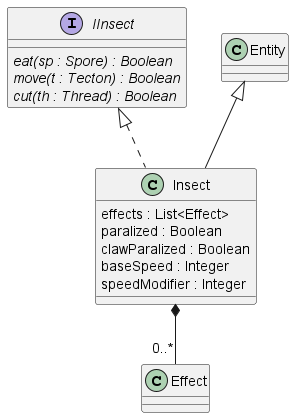 I IInsect
eat(sp : Spore) : Boolean
move(t : Tecton) : Boolean
cut(th : Thread) : Boolean
C Entity
C Insect
effects : List<Effect>
paralized : Boolean
clawParalized : Boolean
baseSpeed : Integer
speedModifier : Integer
0..*
C Effect